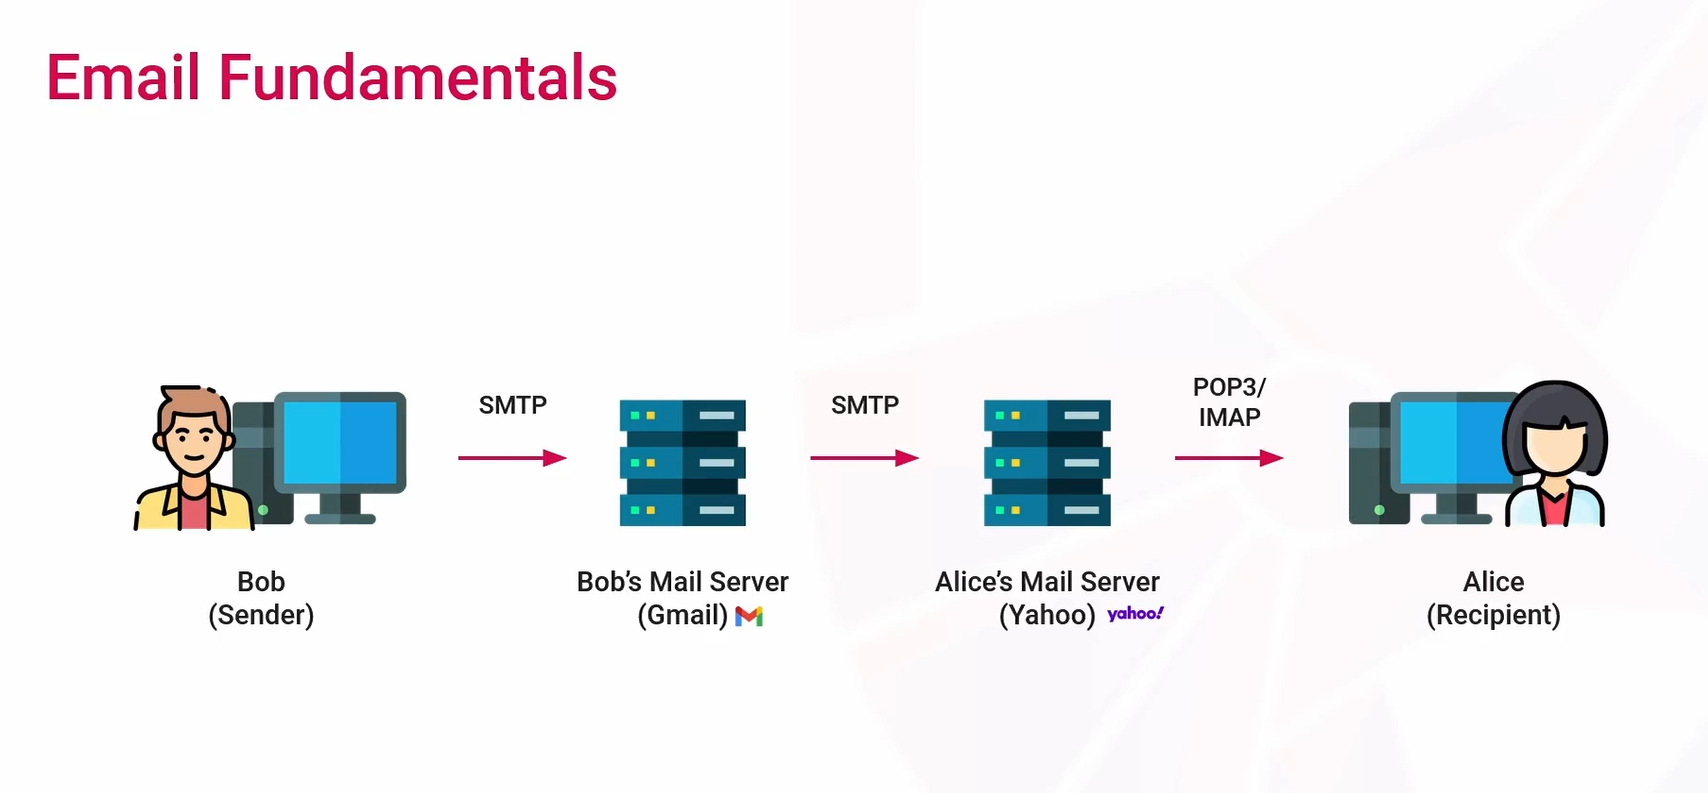 Email Fundamentals
SMTP
SMTP
POP3/
IMAP
Bob
(Sender)
Bob’s Mail Server
(Gmail)
Alice’s Mail Server
(Yahoo) yahoo!
Alice
(Recipient)